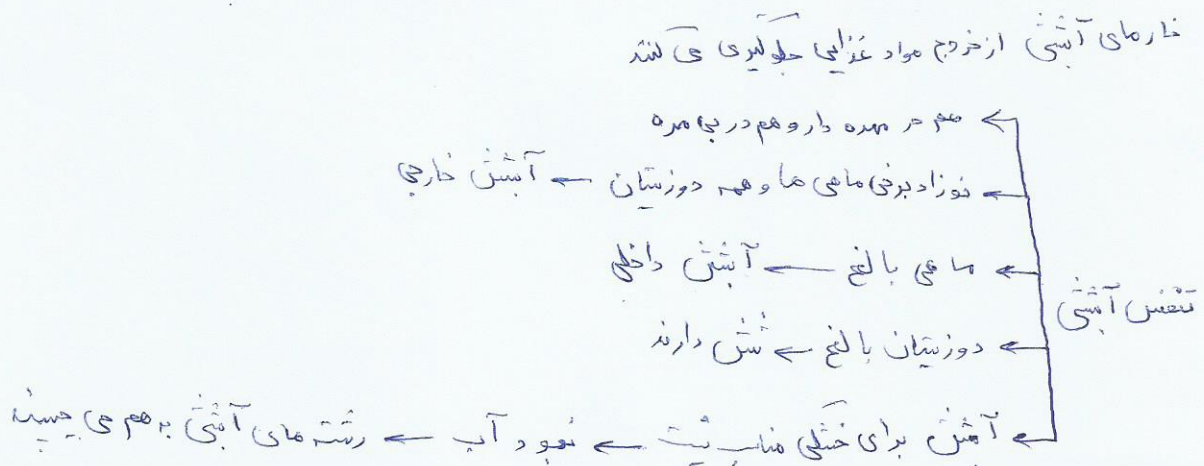 خارهای آبششی از خروج مواد غذایی جلوگیری می کنند
هم در مهره دار و هم در بی مهره
نوزاد برخی ماهی ها و همه دوزیستان ← آبشش خارجی
ماهی بالغ ← آبشش داخلی
تنفس آبششی
دوزیستان بالغ ← شش دارند
آبشش برای خشکی مناسب نیست ← نبود آب ← رشته های آبششی به هم می چسبند